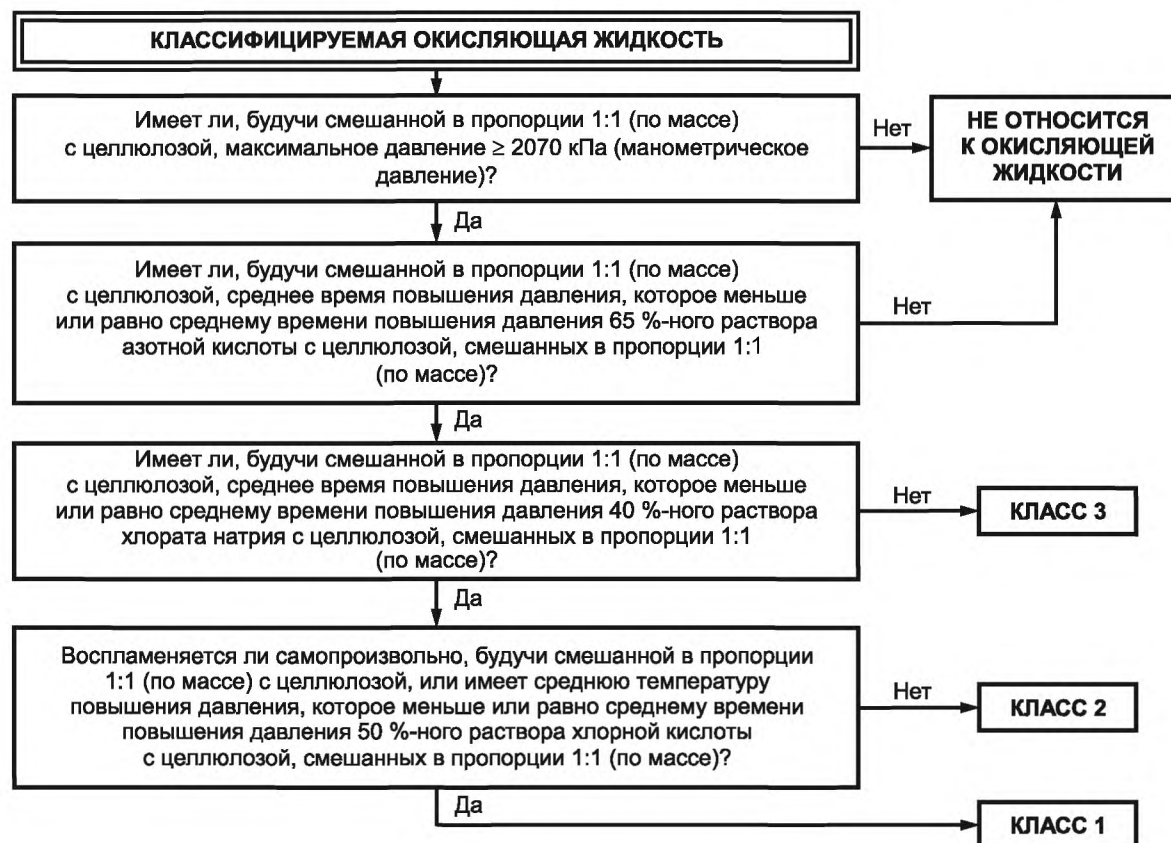 КЛАССИФИЦИРУЕМАЯ ОКИСЛЯЮЩАЯ ЖИДКОСТЬ
Имеет ли, будучи смешанной в пропорции 1:1 (по массе)
с целлюлозой, максимальное давление ≥ 2070 кПа (манометрическое
давление)?
Нет
НЕ ОТНОСИТСЯ
К ОКИСЛЯЮЩЕЙ
ЖИДКОСТИ
Да
Имеет ли, будучи смешанной в пропорции 1:1 (по массе)
с целлюлозой, среднее время повышения давления, которое меньше
или равно среднему времени повышения давления 65 %-ного раствора
азотной кислоты с целлюлозой, смешанных в пропорции 1:1
(по массе)?
Нет
Да
Имеет ли, будучи смешанной в пропорции 1:1 (по массе)
с целлюлозой, среднее время повышения давления, которое меньше
или равно среднему времени повышения давления 40 %-ного раствора
хлората натрия с целлюлозой, смешанных в пропорции 1:1
(по массе)?
Нет
КЛАСС 3
Да
Воспламеняется ли самопроизвольно, будучи смешанной в пропорции
1:1 (по массе) с целлюлозой, или имеет среднюю температуру
повышения давления, которое меньше или равно среднему времени
повышения давления 50 %-ного раствора хлорной кислоты
с целлюлозой, смешанных в пропорции 1:1 (по массе)?
Нет
КЛАСС 2
Да
КЛАСС 1